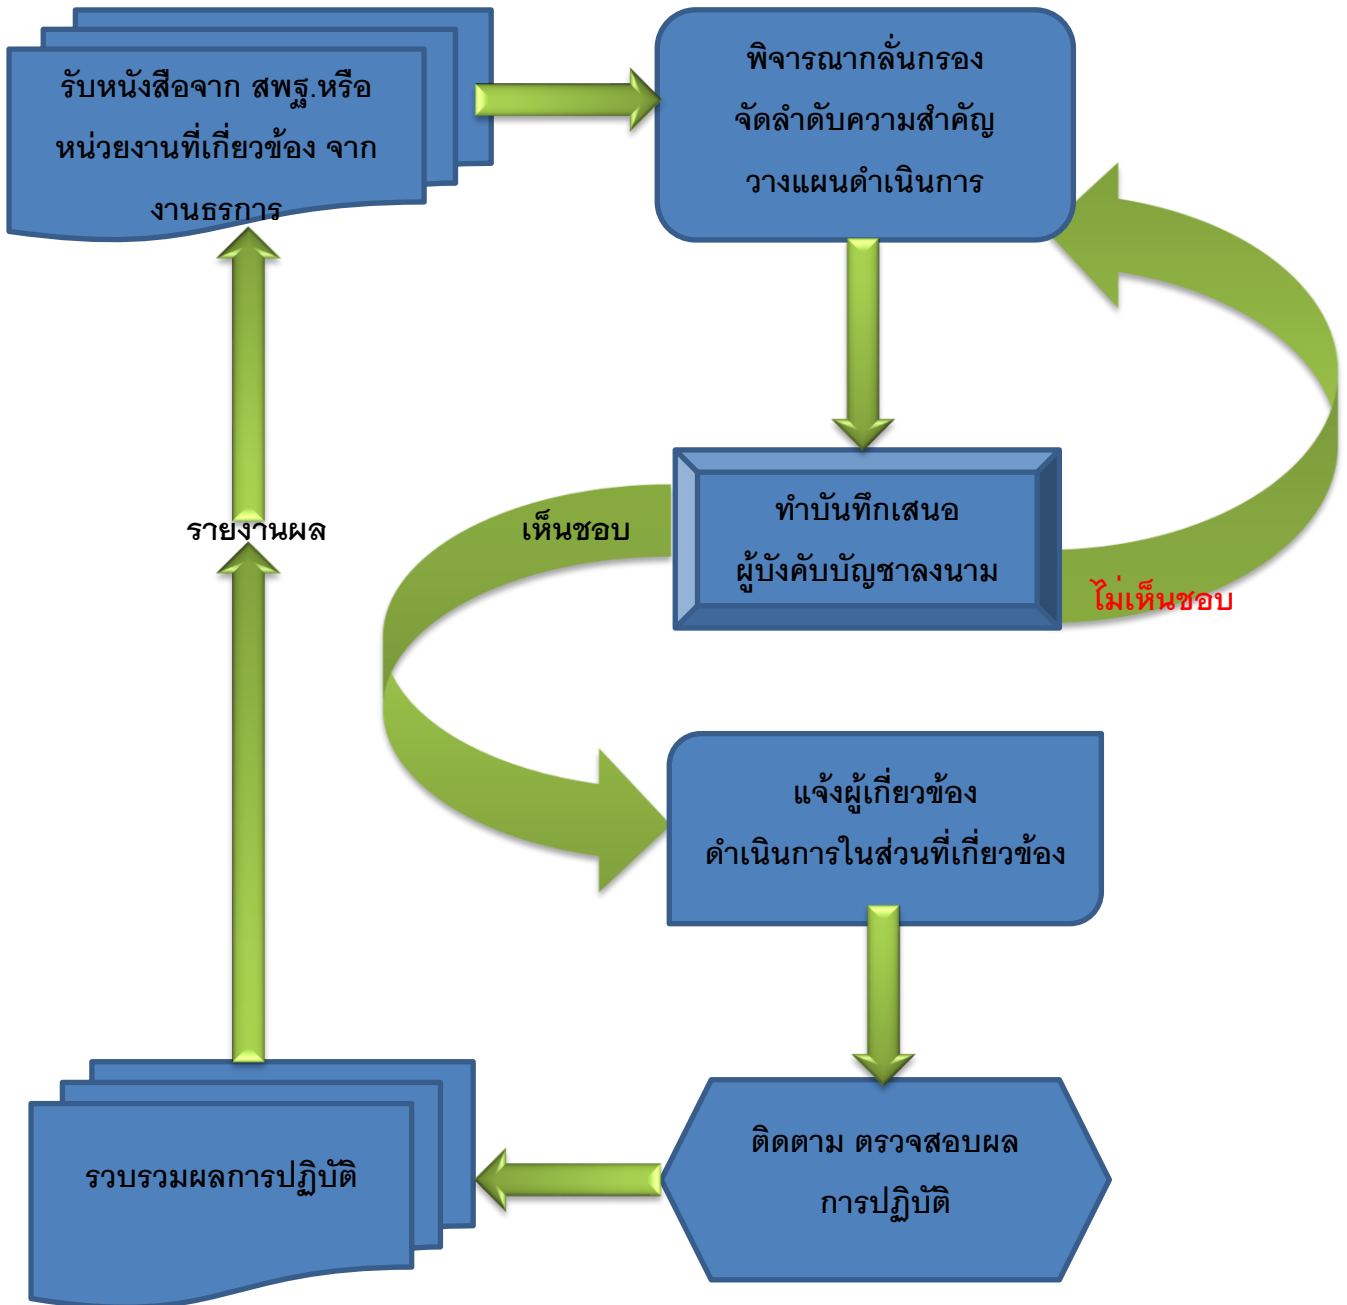 รับหนังสือจาก สพฐ.หรือ
หน่วยงานที่เกี่ยวข้อง จาก
งานธรการ
พิจารณากลั่นกรอง
จัดลำดับความสำคัญ
วางแผนดำเนินการ
ทำบันทึกเสนอ
ผู้บังคับบัญชาลงนาม
เห็นชอบ
ไม่เห็นชอบ
รายงานผล
แจ้งผู้เกี่ยวข้อง
ดำเนินการในส่วนที่เกี่ยวข้อง
ติดตาม ตรวจสอบผล
การปฏิบัติ
รวบรวมผลการปฏิบัติ